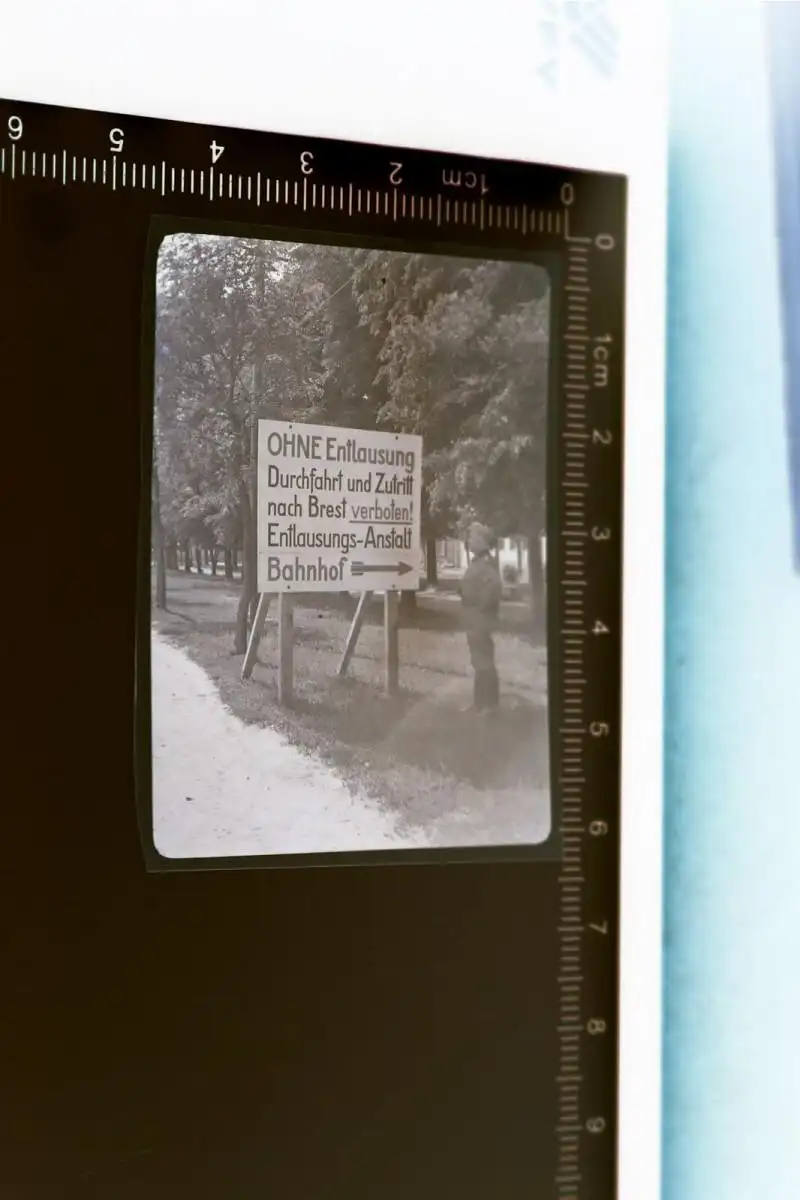 6 5 4 3 2 1cm 0
OHNE Entlausung
Durchfahrt und Zutritt
nach Brest verboten!
Entlausungs-Anstalt
Bahnhof
0
1cm
2
3
4
5
6
7
8
9